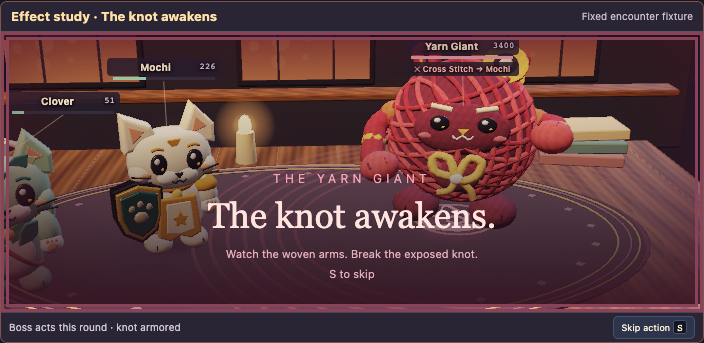 Effect study · The knot awakens
Fixed encounter fixture
Yarn Giant 3400
× Cross Stitch → Mochi
Mochi 226
Clover 51
THE YARN GIANT
The knot awakens.
Watch the woven arms. Break the exposed knot.
S to skip
Boss acts this round · knot armored
Skip action S